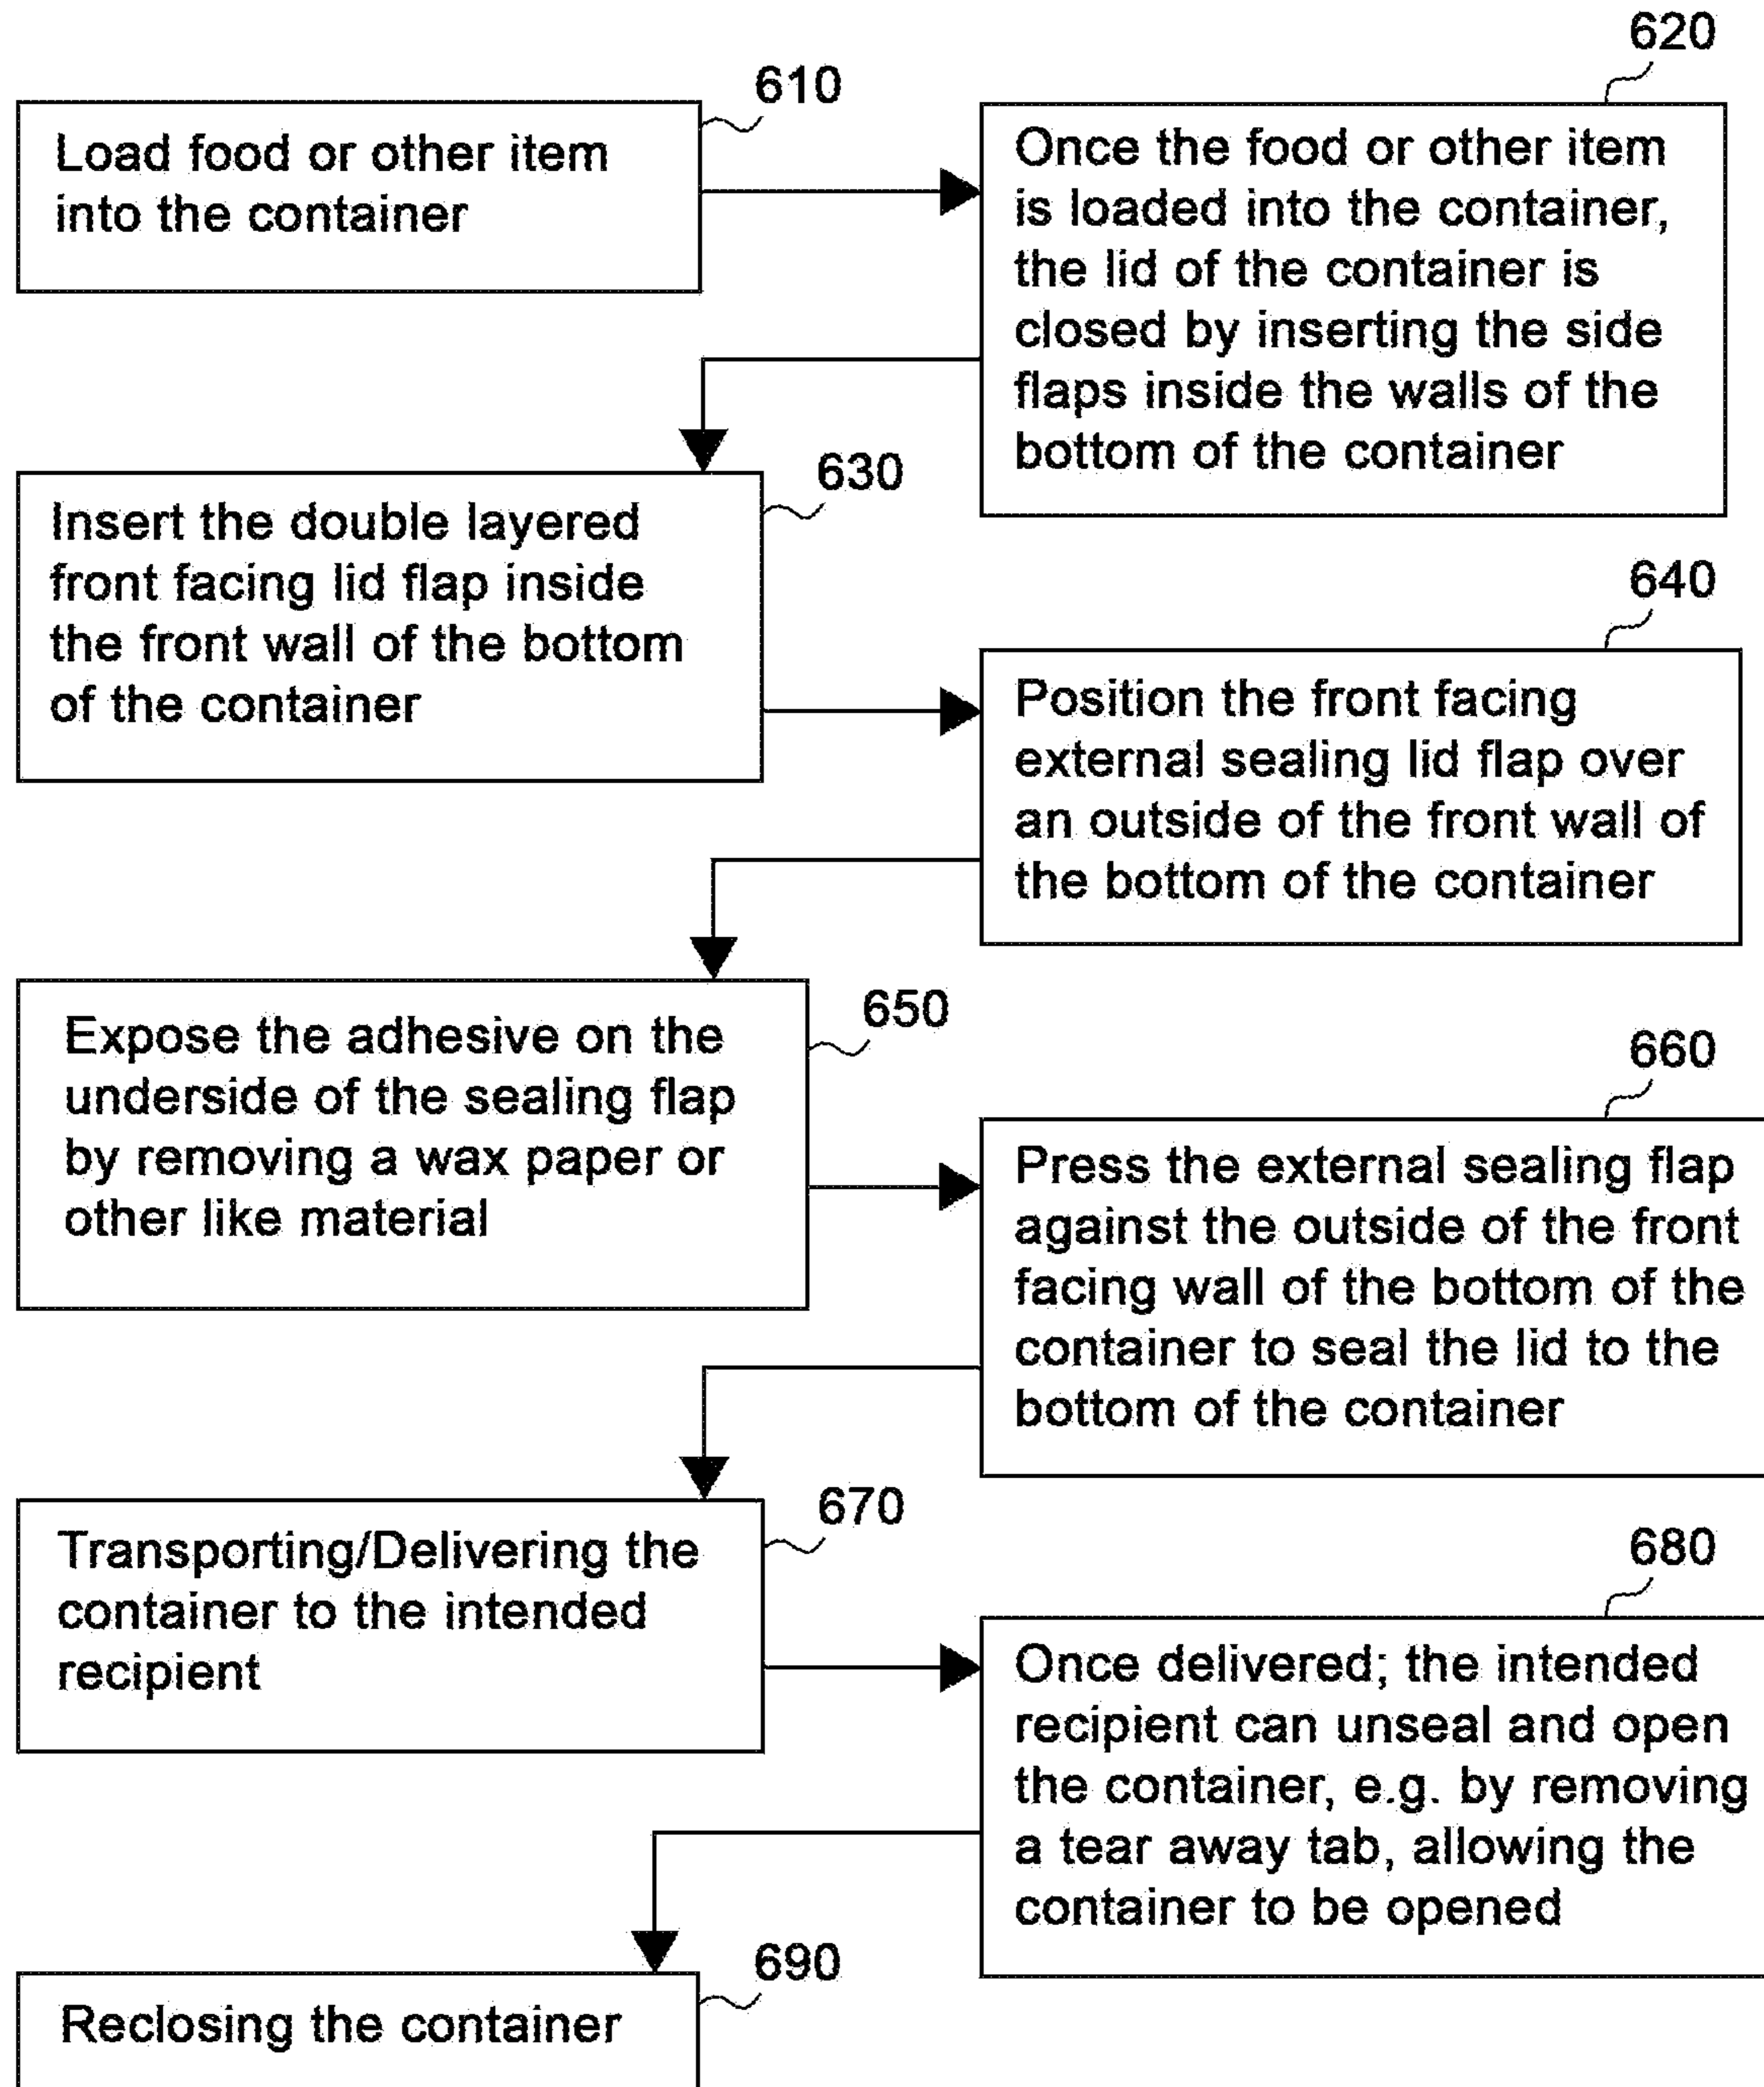 610
Load food or other item
into the container
620
Once the food or other item
is loaded into the container,
the lid of the container is
closed by inserting the side
flaps inside the walls of the
bottom of the container
630
Insert the double layered
front facing lid flap inside
the front wall of the bottom
of the container
640
Position the front facing
external sealing lid flap over
an outside of the front wall of
the bottom of the container
650
Expose the adhesive on the
underside of the sealing flap
by removing a wax paper or
other like material
660
Press the external sealing flap
against the outside of the front
facing wall of the bottom of the
container to seal the lid to the
bottom of the container
670
Transporting/Delivering the
container to the intended
recipient
680
Once delivered; the intended
recipient can unseal and open
the container, e.g. by removing
a tear away tab, allowing the
container to be opened
690
Reclosing the container